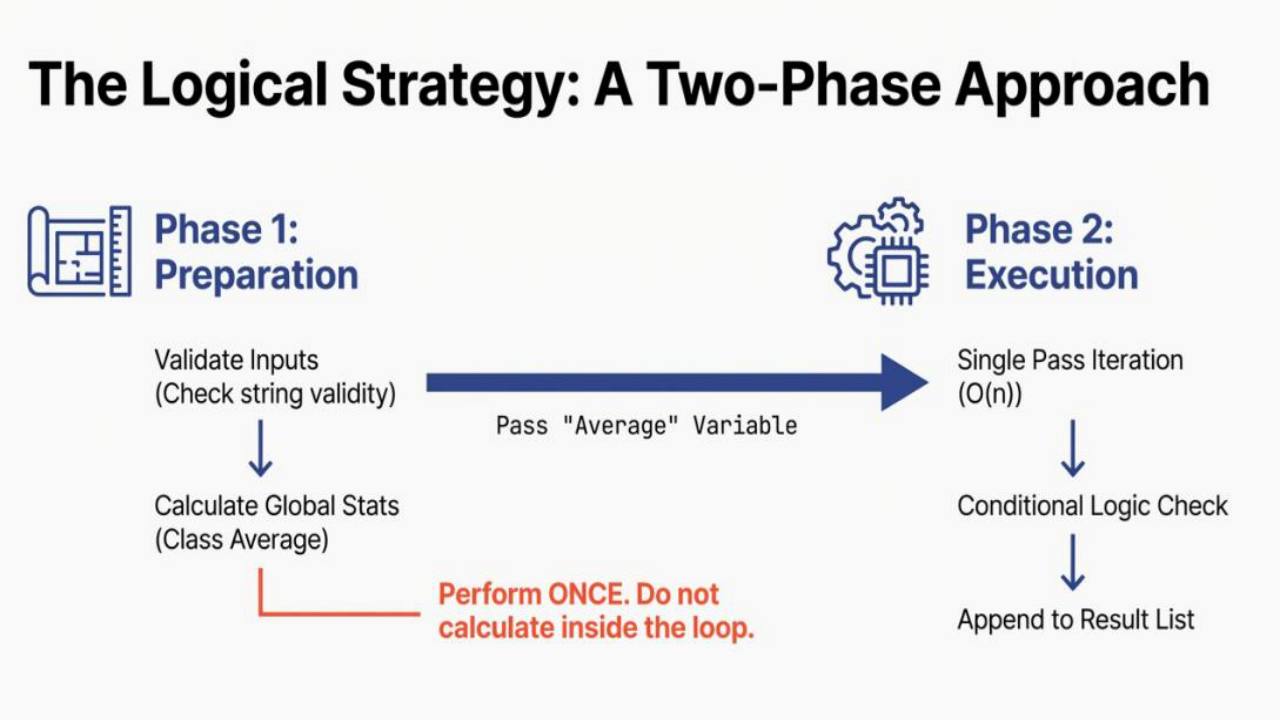 The Logical Strategy: A Two-Phase Approach
Phase 1:
Preparation
Validate Inputs
(Check string validity)
Calculate Global Stats
(Class Average)
Perform ONCE. Do not
calculate inside the loop.
Pass "Average" Variable
Phase 2:
Execution
Single Pass Iteration
(O(n))
Conditional Logic Check
Append to Result List